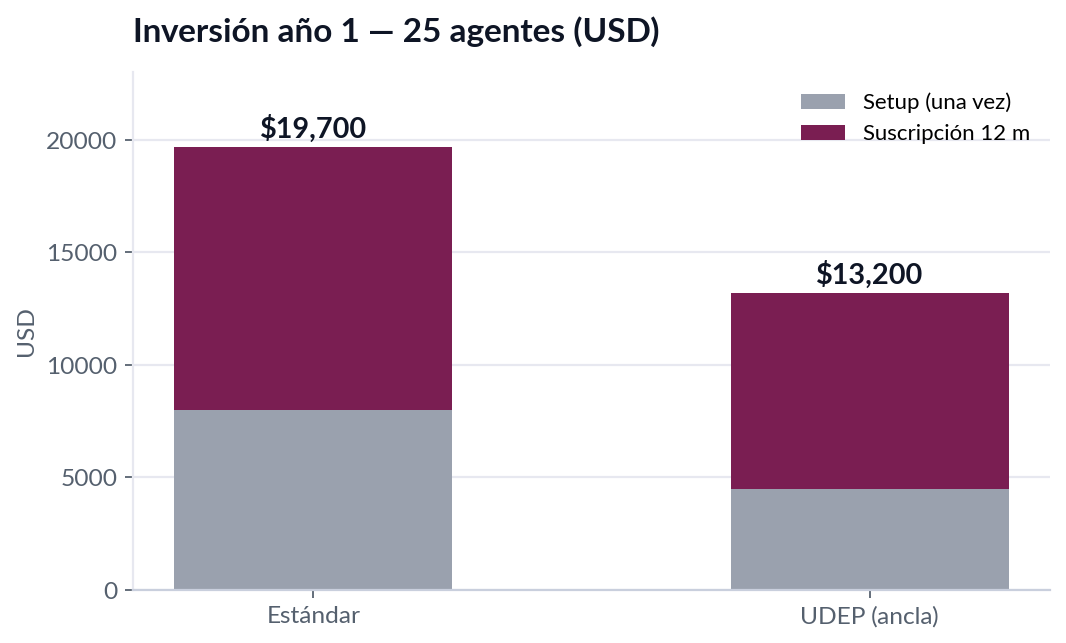 Inversión año 1 — 25 agentes (USD)
Setup (una vez)
Suscripción 12 m
$19,700
$13,200
20000
15000
10000
5000
0
USD
Estándar
UDEP (ancla)